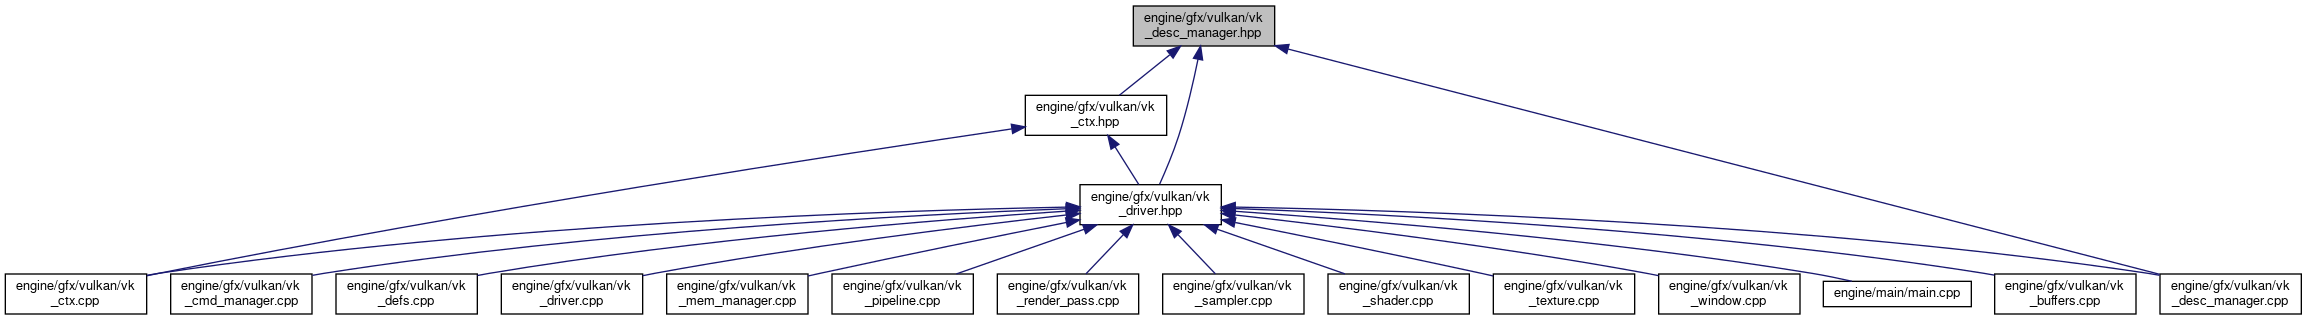 engine/gfx/vulkan/vk
_desc_manager.hpp
engine/gfx/vulkan/vk
_ctx.hpp
engine/gfx/vulkan/vk
_driver.hpp
engine/gfx/vulkan/vk
_ctx.cpp
engine/gfx/vulkan/vk
_cmd_manager.cpp
engine/gfx/vulkan/vk
_defs.cpp
engine/gfx/vulkan/vk
_driver.cpp
engine/gfx/vulkan/vk
_mem_manager.cpp
engine/gfx/vulkan/vk
_pipeline.cpp
engine/gfx/vulkan/vk
_render_pass.cpp
engine/gfx/vulkan/vk
_sampler.cpp
engine/gfx/vulkan/vk
_shader.cpp
engine/gfx/vulkan/vk
_texture.cpp
engine/gfx/vulkan/vk
_window.cpp
engine/main/main.cpp
engine/gfx/vulkan/vk
_buffers.cpp
engine/gfx/vulkan/vk
_desc_manager.cpp